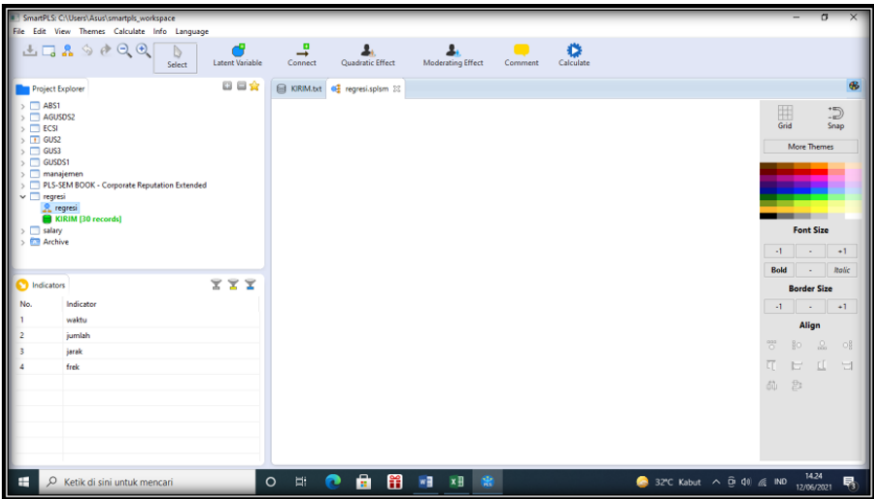 SmartPLS: C:\Users\Asus\smartpls_workspace
File Edit View Themes Calculate Info Language
Select
Latent Variable
Connect
Quadratic Effect
Moderating Effect
Comment
Calculate
Project Explorer
ABS1
AGUSDS2
ECSI
GUS2
GUS3
GUSDS1
manajemen
PLS-SEM BOOK - Corporate Reputation Extended
regresi
regresi
KIRIM [30 records]
salary
Archive
Indicators
No. Indicator
1 waktu
2 jumlah
3 jarak
4 frek
KIRIM.txt
regresi.splsm
Grid Snap
More Themes
Font Size
-1 - +1
Bold - Italic
Border Size
-1 - +1
Align
Ketik di sini untuk mencari
32°C Kabut
IND
14.24
12/06/2021